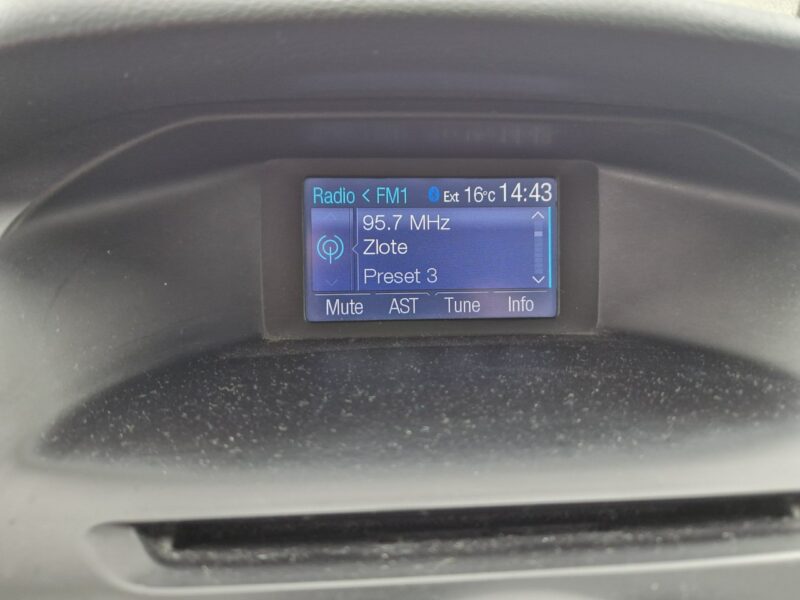 Radio < FM1 Ext 16°C 14:43
95.7 MHz
Zlote
Preset 3
Mute AST Tune Info